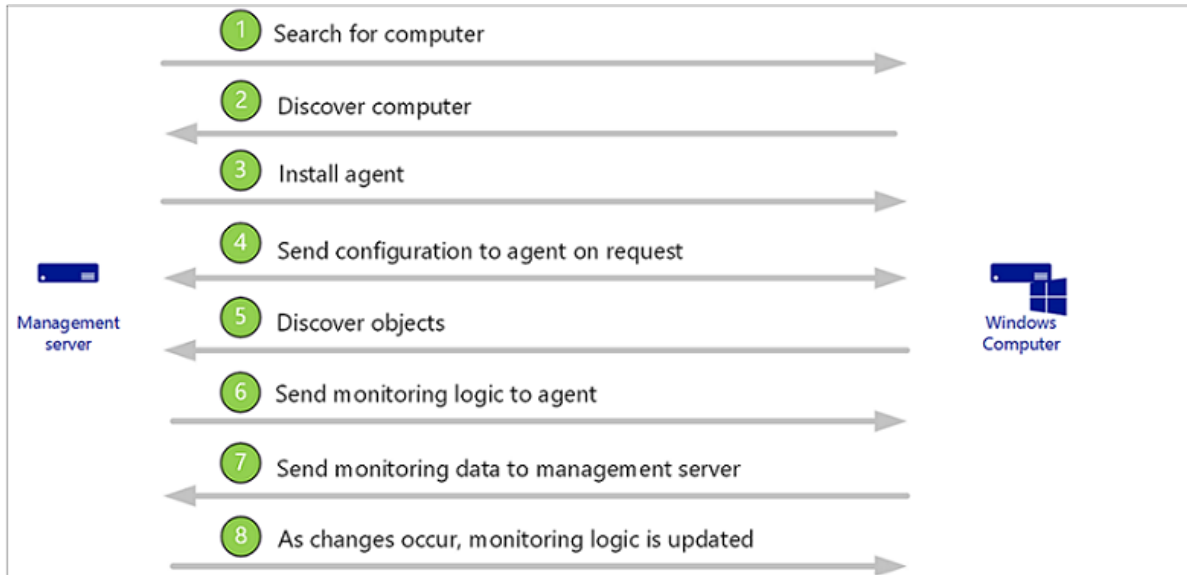 1 Search for computer
2 Discover computer
3 Install agent
4 Send configuration to agent on request
Management
server
5 Discover objects
Windows
Computer
6 Send monitoring logic to agent
7 Send monitoring data to management server
8 As changes occur, monitoring logic is updated